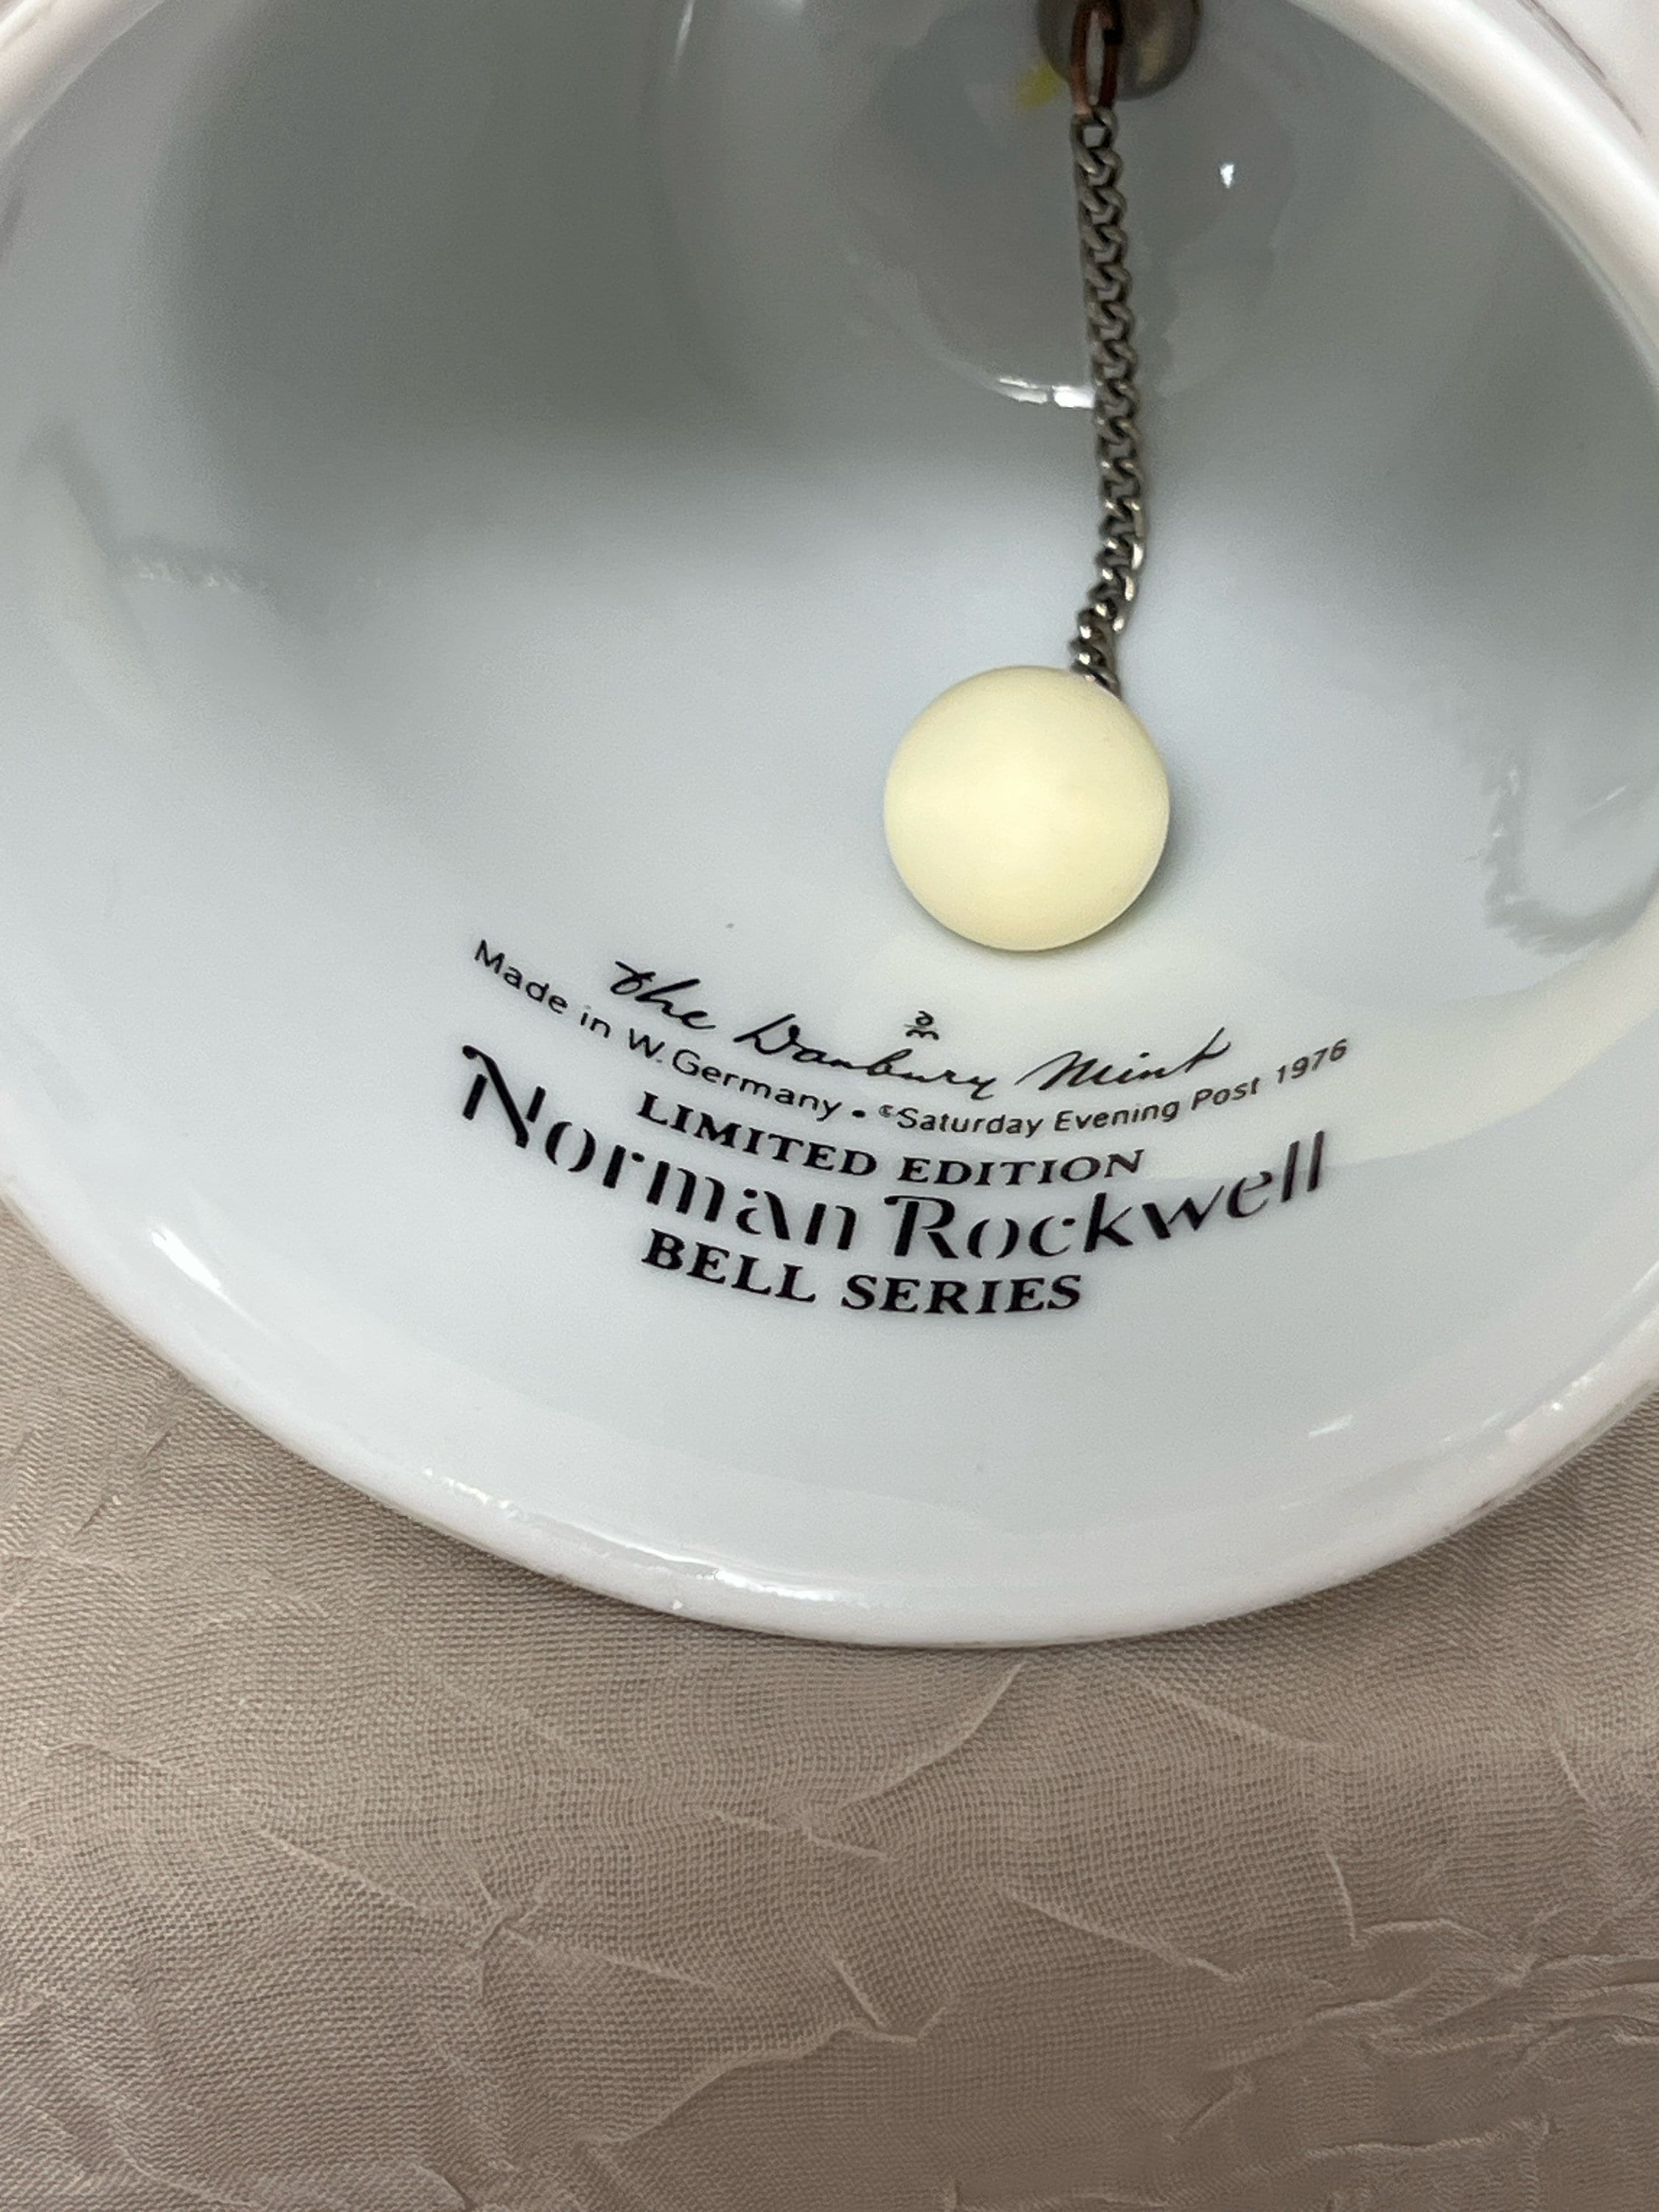 The Danbury Mint
Made in W. Germany • ©Saturday Evening Post 1976
LIMITED EDITION
Norman Rockwell
BELL SERIES